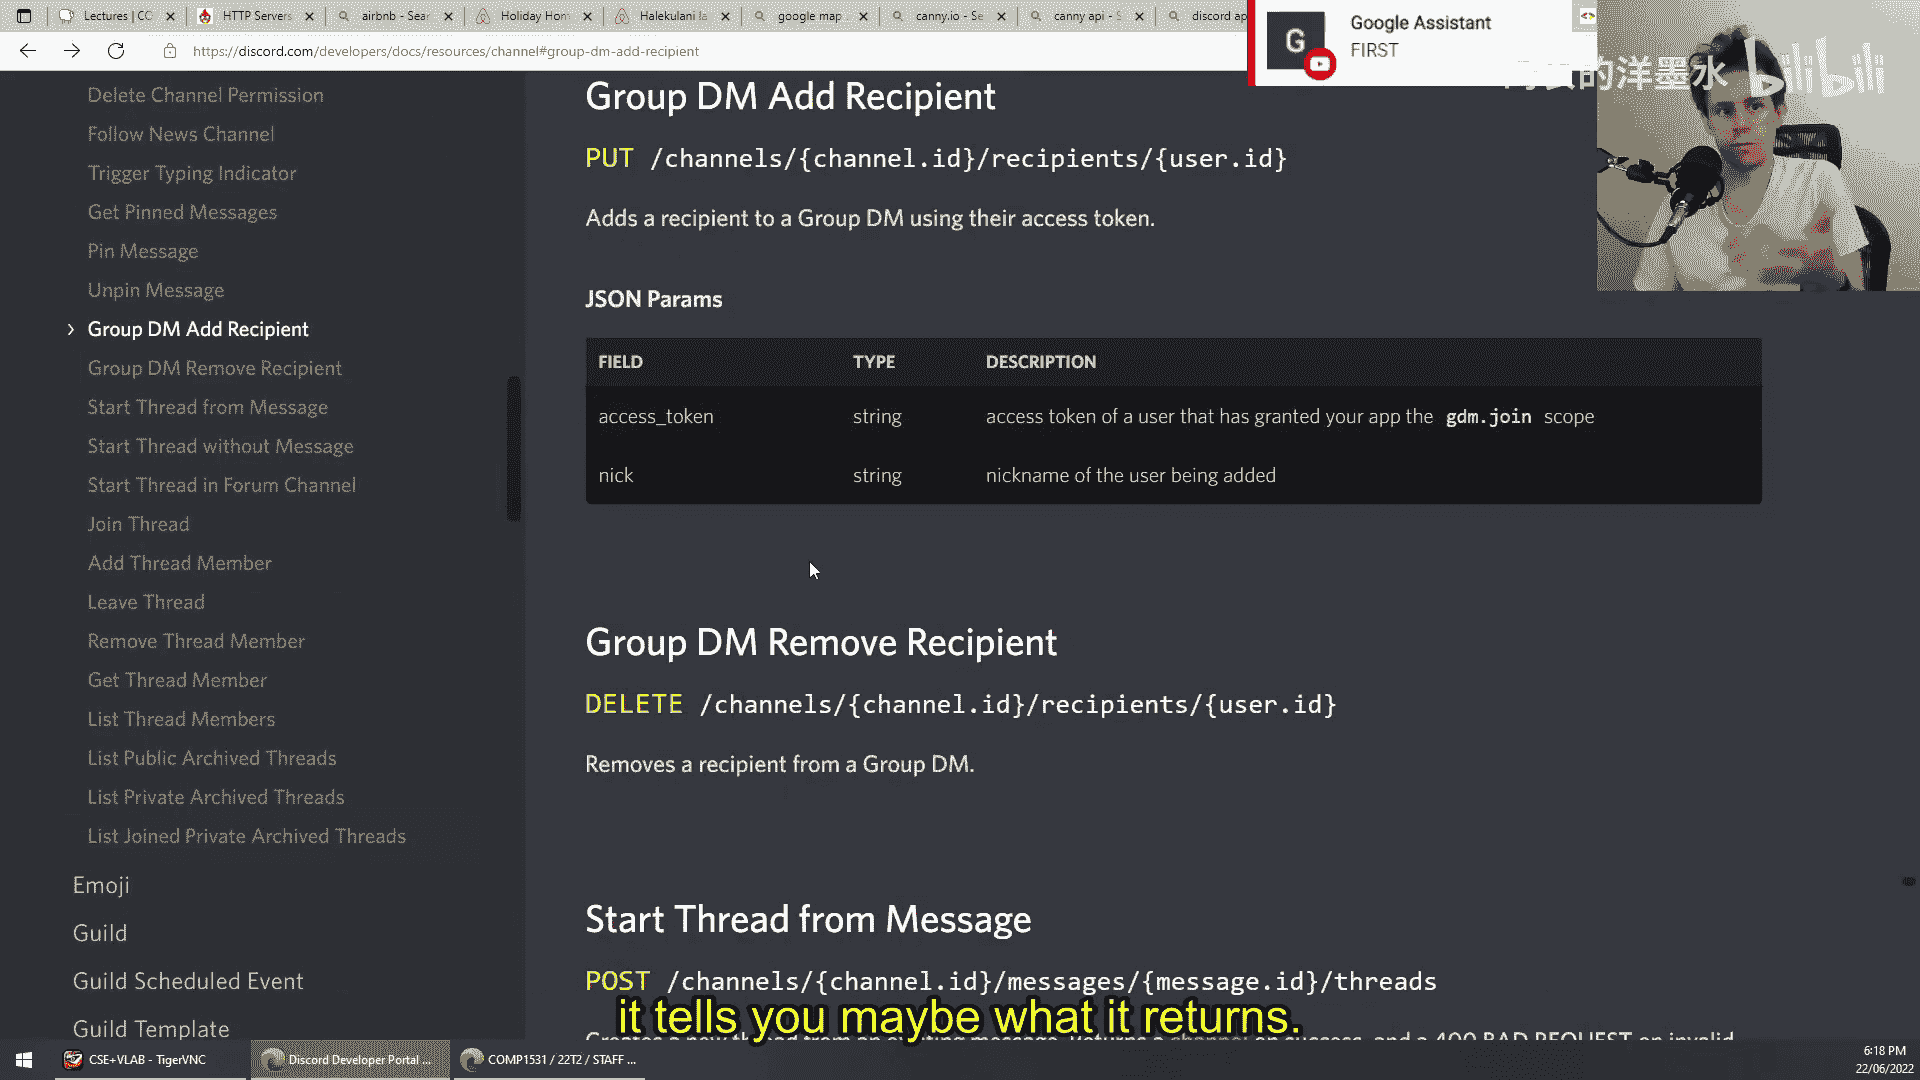 Lectures | CO
HTTP Servers
airbnb - Sear
Holiday Hom
Halekulani la
google map
canny.io - Se
canny api - S
discord ap
Google Assistant
FIRST
https://discord.com/developers/docs/resources/channel#group-dm-add-recipient
的洋墨水 bilibili
Delete Channel Permission
Follow News Channel
Trigger Typing Indicator
Get Pinned Messages
Pin Message
Unpin Message
Group DM Add Recipient
Group DM Remove Recipient
Start Thread from Message
Start Thread without Message
Start Thread in Forum Channel
Join Thread
Add Thread Member
Leave Thread
Remove Thread Member
Get Thread Member
List Thread Members
List Public Archived Threads
List Private Archived Threads
List Joined Private Archived Threads
Emoji
Guild
Guild Scheduled Event
Guild Template
Group DM Add Recipient
PUT /channels/{channel.id}/recipients/{user.id}
Adds a recipient to a Group DM using their access token.
JSON Params
FIELD TYPE DESCRIPTION
access_token string access token of a user that has granted your app the gdm.join scope
nick string nickname of the user being added
Group DM Remove Recipient
DELETE /channels/{channel.id}/recipients/{user.id}
Removes a recipient from a Group DM.
Start Thread from Message
POST /channels/{channel.id}/messages/{message.id}/threads
it tells you maybe what it returns.
CSE+VLAB - TigerVNC
Discord Developer Portal ...
COMP1531 / 22T2 / STAFF ...
6:18 PM
22/06/2022